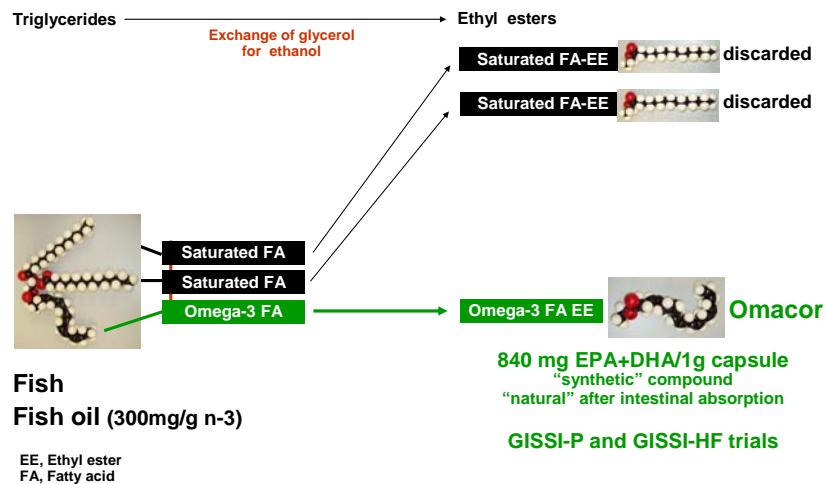 Triglycerides
Ethyl esters
Exchange of glycerol
for ethanol
Saturated FA-EE
discarded
Saturated FA-EE
discarded
Saturated FA
Saturated FA
Omega-3 FA
Omega-3 FA EE
Omacor
840 mg EPA+DHA/1g capsule
“synthetic” compound
“natural” after intestinal absorption
GISSI-P and GISSI-HF trials
Fish
Fish oil (300mg/g n-3)
EE, Ethyl ester
FA, Fatty acid